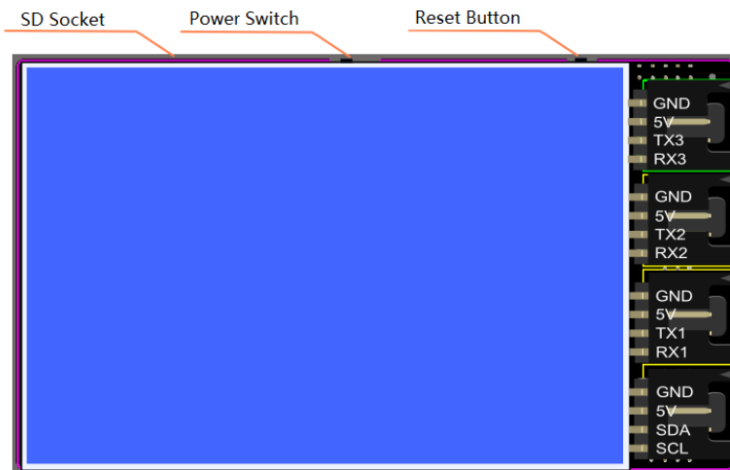 SD Socket
Power Switch
Reset Button
GND
5V
TX3
RX3
GND
5V
TX2
RX2
GND
5V
TX1
RX1
GND
5V
SDA
SCL